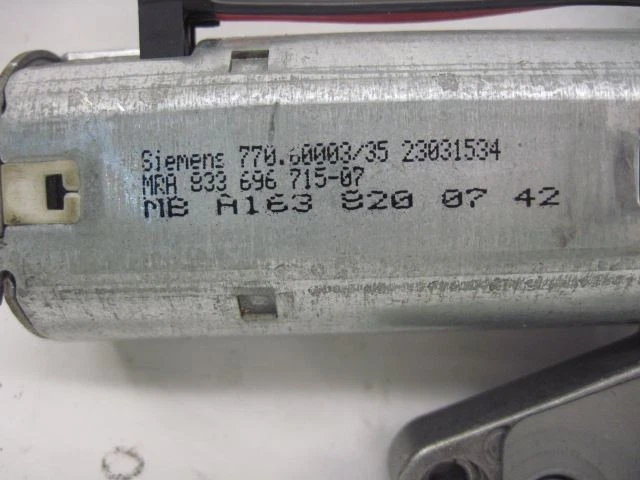 Siemens 770.60003/35 23031534
MRA 833 696 715-07
MB A163 820 07 42